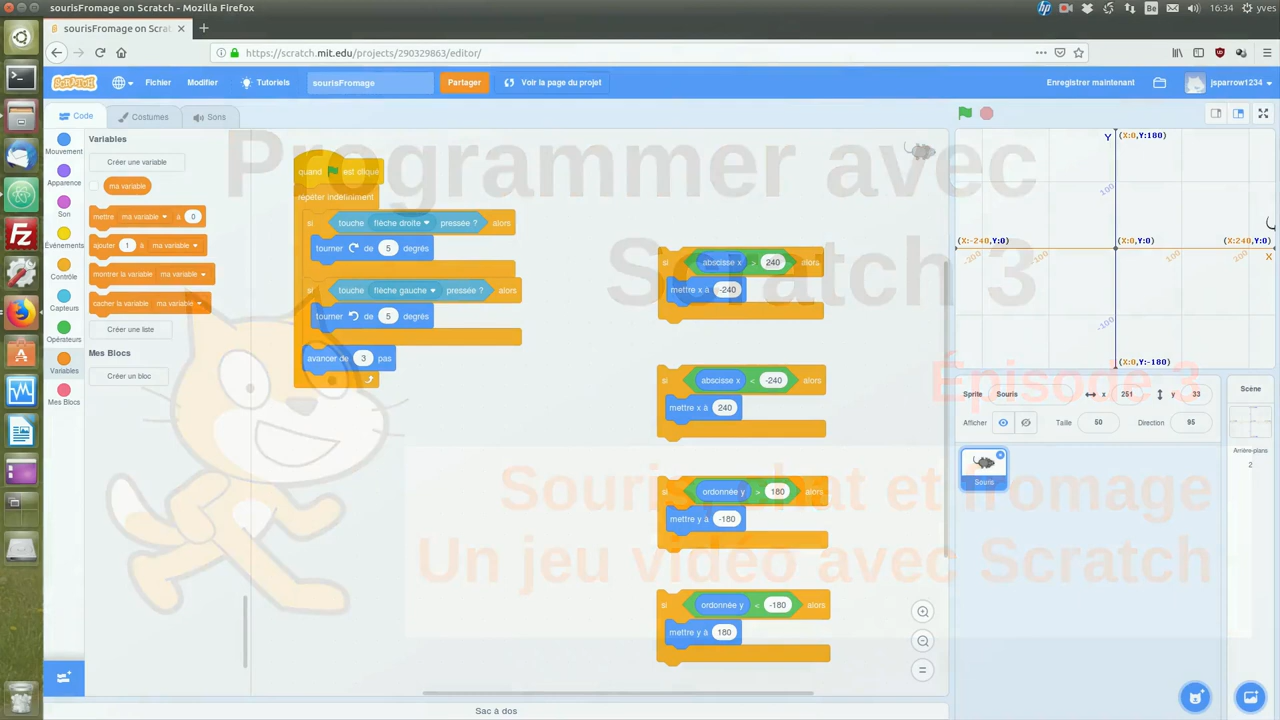 sourisFromage on Scratch - Mozilla Firefox
Be
16:34
yves
sourisFromage on Scrat
https://scratch.mit.edu/projects/290329863/editor/
SCRATCH
Fichier
Modifier
Tutoriels
sourisFromage
Partager
Voir la page du projet
Enregistrer maintenant
jsparrow1234
Code
Costumes
Sons
Mouvement
Apparence
Son
Événements
Contrôle
Capteurs
Opérateurs
Variables
Mes Blocs
Variables
Créer une variable
ma variable
mettre ma variable à 0
ajouter 1 à ma variable
montrer la variable ma variable
cacher la variable ma variable
Créer une liste
Mes Blocs
Créer un bloc
quand est cliqué
répéter indéfiniment
si touche flèche droite pressée ? alors
tourner de 5 degrés
si touche flèche gauche pressée ? alors
tourner de 5 degrés
avancer de 3 pas
si abscisse x > 240 alors
mettre x à -240
si abscisse x < -240 alors
mettre x à 240
si ordonnée y > 180 alors
mettre y à -180
si ordonnée y < -180 alors
mettre y à 180
Programmer avec
Scratch 3
Épisode 3
Souris, chat et fromage
Un jeu vidéo avec Scratch
Y
(X:0,Y:180)
100
(X:-240,Y:0)
(X:0,Y:0)
(X:240,Y:0)
-200
-100
100
200
X
-100
(X:0,Y:-180)
Sprite
Souris
x
251
y
33
Afficher
Taille
50
Direction
95
Souris
Scène
Arrière-plans
2
Sac à dos